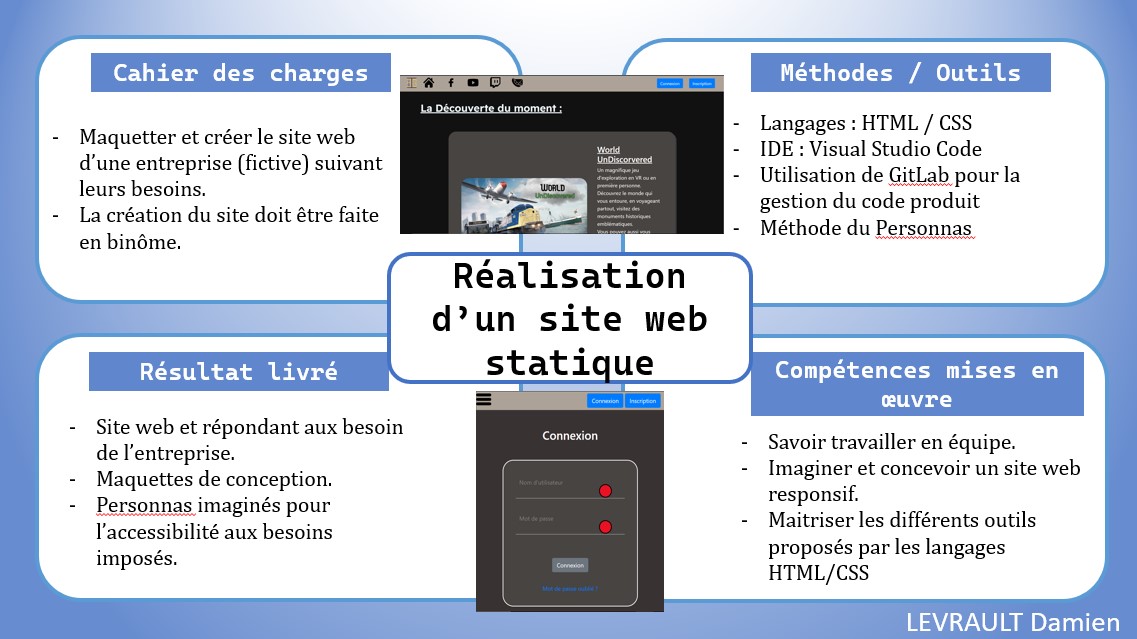 Cahier des charges
- Maquetter et créer le site web
d’une entreprise (fictive) suivant
leurs besoins.
- La création du site doit être faite
en binôme.
Connexion
Inscription
La Découverte du moment :
World
UnDiscorvered
Un magnifique jeu
d'exploration en VR ou en
première personne.
Découvrez le monde qui
vous entoure, en voyageant
partout, visitez des
monuments historiques
emblématiques.
Vous pouvez aussi vous
WORLD
UnDiscovered
Méthodes / Outils
- Langages : HTML / CSS
- IDE : Visual Studio Code
- Utilisation de GitLab pour la
gestion du code produit
- Méthode du Personnas
Réalisation
d’un site web
statique
Résultat livré
- Site web et répondant aux besoin
de l’entreprise.
- Maquettes de conception.
- Personnas imaginés pour
l’accessibilité aux besoins
imposés.
Connexion
Inscription
Connexion
Nom d'utilisateur
Mot de passe
Connexion
Mot de passe oublié ?
Compétences mises en
œuvre
- Savoir travailler en équipe.
- Imaginer et concevoir un site web
responsif.
- Maitriser les différents outils
proposés par les langages
HTML/CSS
LEVRAULT Damien